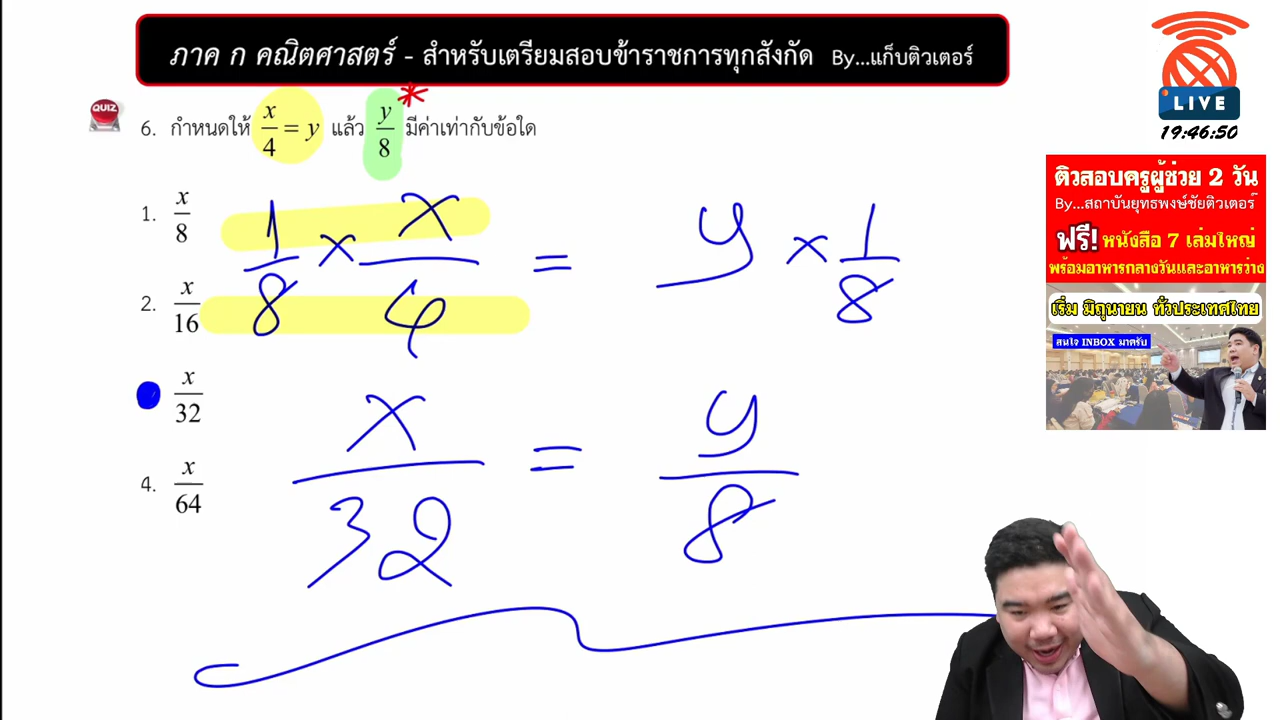 ภาค ก คณิตศาสตร์ - สำหรับเตรียมสอบข้าราชการทุกสังกัด By...แก็บติวเตอร์
LIVE
19:46:50
QUIZ
6. กำหนดให้ x/4 = y แล้ว y/8 มีค่าเท่ากับข้อใด
1. x/8
2. x/16
x/32
4. x/64
1/8 × x/4 = y × 1/8
x/32 = y/8
ติวสอบครูผู้ช่วย 2 วัน
By...สถาบันยุทธพงษ์ชัยติวเตอร์
ฟรี! หนังสือ 7 เล่มใหญ่
พร้อมอาหารกลางวันและอาหารว่าง
เริ่ม มิถุนายน ทั่วประเทศไทย
สนใจ INBOX มาครับ